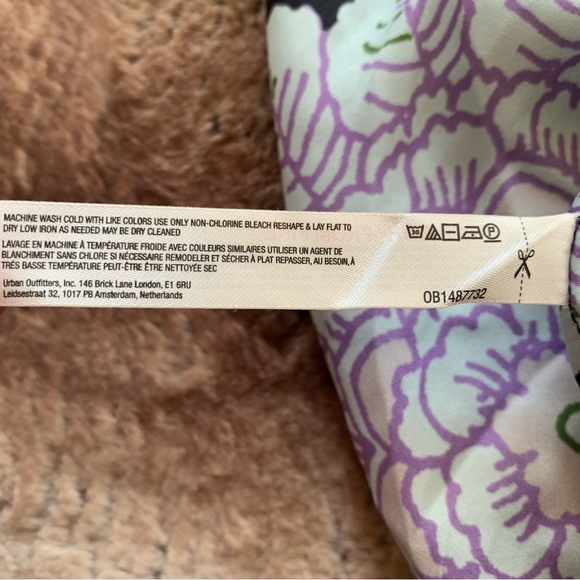 MACHINE WASH COLD WITH LIKE COLORS USE ONLY NON-CHLORINE BLEACH RESHAPE & LAY FLAT TO
DRY LOW IRON AS NEEDED MAY BE DRY CLEANED
LAVAGE EN MACHINE À TEMPÉRATURE FROIDE AVEC COULEURS SIMILAIRES UTILISER UN AGENT DE
BLANCHIMENT SANS CHLORE SI NÉCESSAIRE REMODELER ET SÉCHER À PLAT REPASSER, AU BESOIN, À
TRÈS BASSE TEMPÉRATURE PEUT-ÊTRE ÊTRE NETTOYÉE SEC
Urban Outfitters, Inc. 146 Brick Lane London, E1 6RU
Leidsestraat 32, 1017 PB Amsterdam, Netherlands
30 P
OB1487732